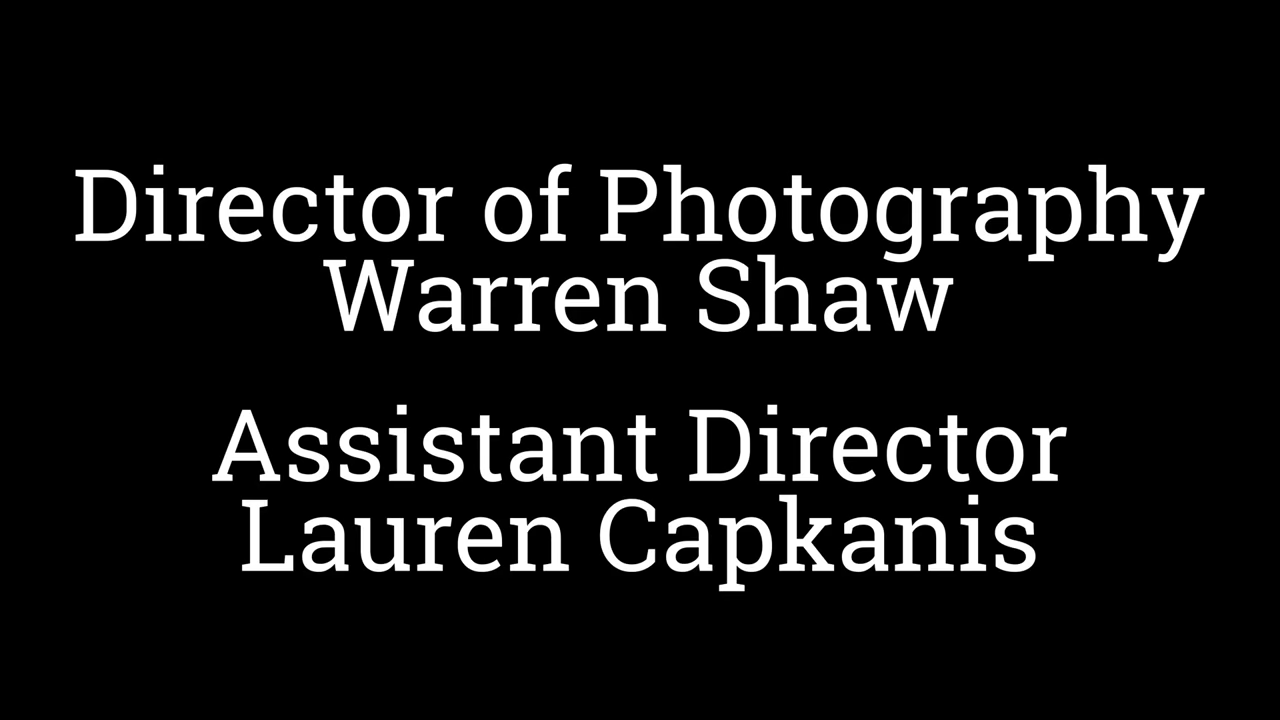 Director of Photography
Warren Shaw
Assistant Director
Lauren Capkanis